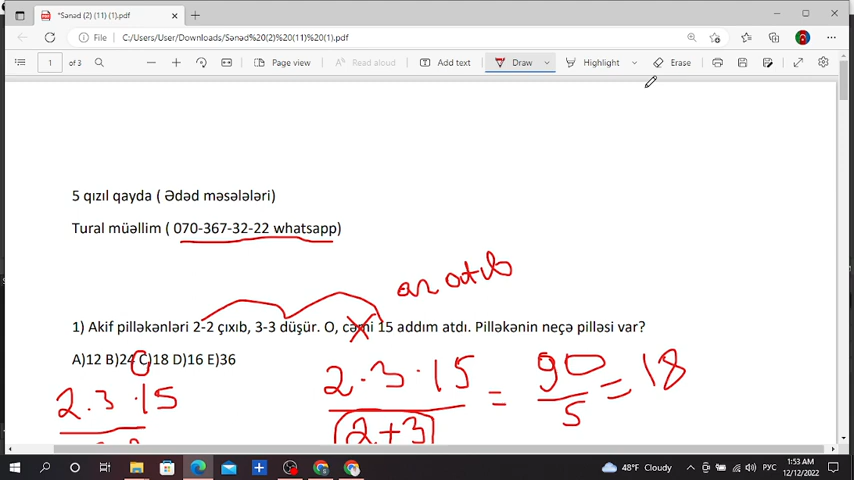 *Sənəd (2) (11) (1).pdf
File C:/Users/User/Downloads/Sənəd%20(2)%20(11)%20(1).pdf
1 of 3 Page view Read aloud Add text Draw Highlight Erase
5 qızıl qayda ( Ədəd məsələləri)
Tural müəllim ( 070-367-32-22 whatsapp)
az atıb
1) Akif pilləkənləri 2-2 çıxıb, 3-3 düşür. O, cəmi 15 addım atdı. Pilləkənin neçə pilləsi var?
A)12 B)24 C)18 D)16 E)36
2·3·15
2·3·15 = 90 = 18
2+3 5
48°F Cloudy РУС 1:53 AM
12/12/2022